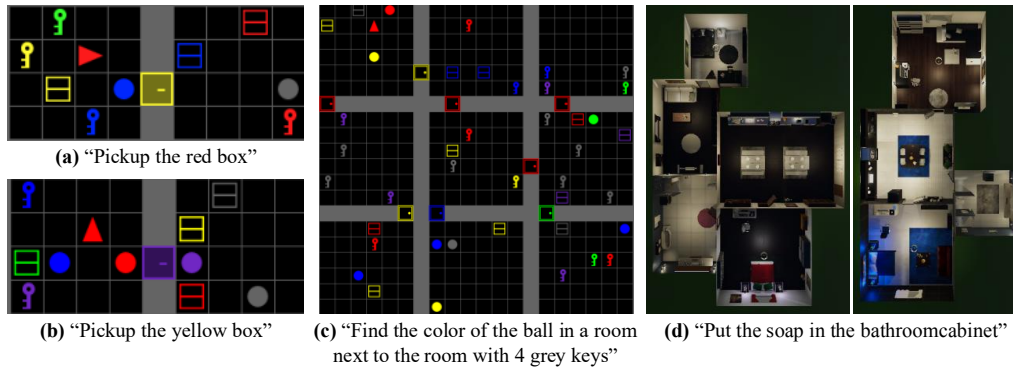 (a) “Pickup the red box”
(b) “Pickup the yellow box”
(c) “Find the color of the ball in a room
next to the room with 4 grey keys”
(d) “Put the soap in the bathroomcabinet”